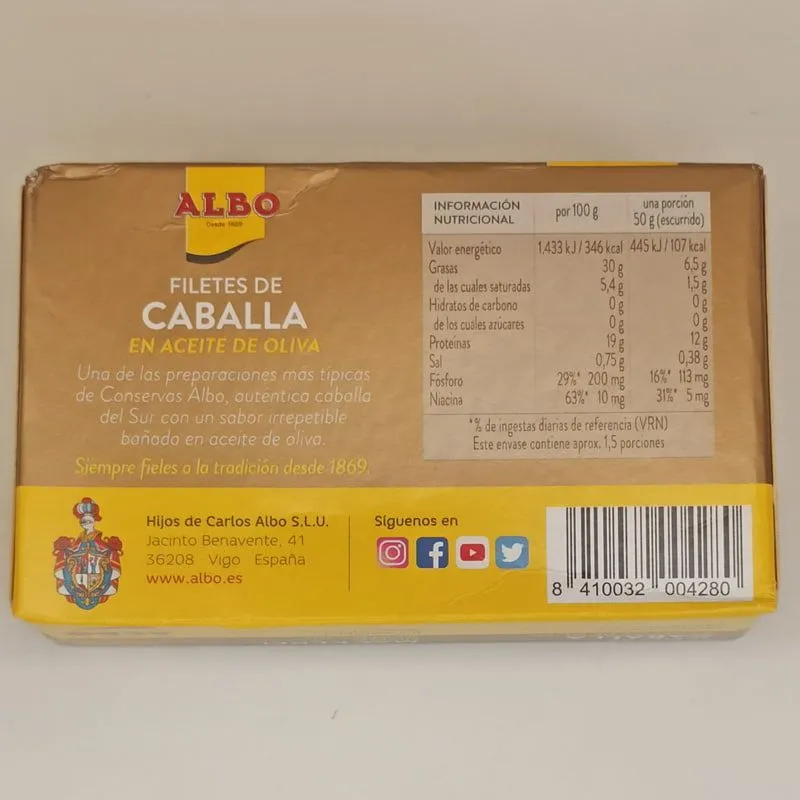 ALBO
Desde 1869
FILETES DE
CABALLA
EN ACEITE DE OLIVA
Una de las preparaciones más típicas
de Conservas Albo, autentica caballa
del Sur con un sabor irrepetible
bañada en aceite de oliva.
Siempre fieles a la tradición desde 1869.
INFORMACIÓN NUTRICIONAL por 100 g una porción 50 g (escurrido)
Valor energético 1.433 kJ / 346 kcal 445 kJ / 107 kcal
Grasas 30 g 6,5 g
de las cuales saturadas 5,4 g 1,5 g
Hidratos de carbono 0 g 0 g
de los cuales azúcares 0 g 0 g
Proteínas 19 g 12 g
Sal 0,75 g 0,38 g
Fósforo 29%* 200 mg 16%* 113 mg
Niacina 63%* 10 mg 31%* 5 mg
*% de ingestas diarias de referencia (VRN)
Este envase contiene aprox. 1,5 porciones
Hijos de Carlos Albo S.L.U.
Jacinto Benavente, 41
36208 Vigo España
www.albo.es
Síguenos en
8 410032 004280
CABALLA